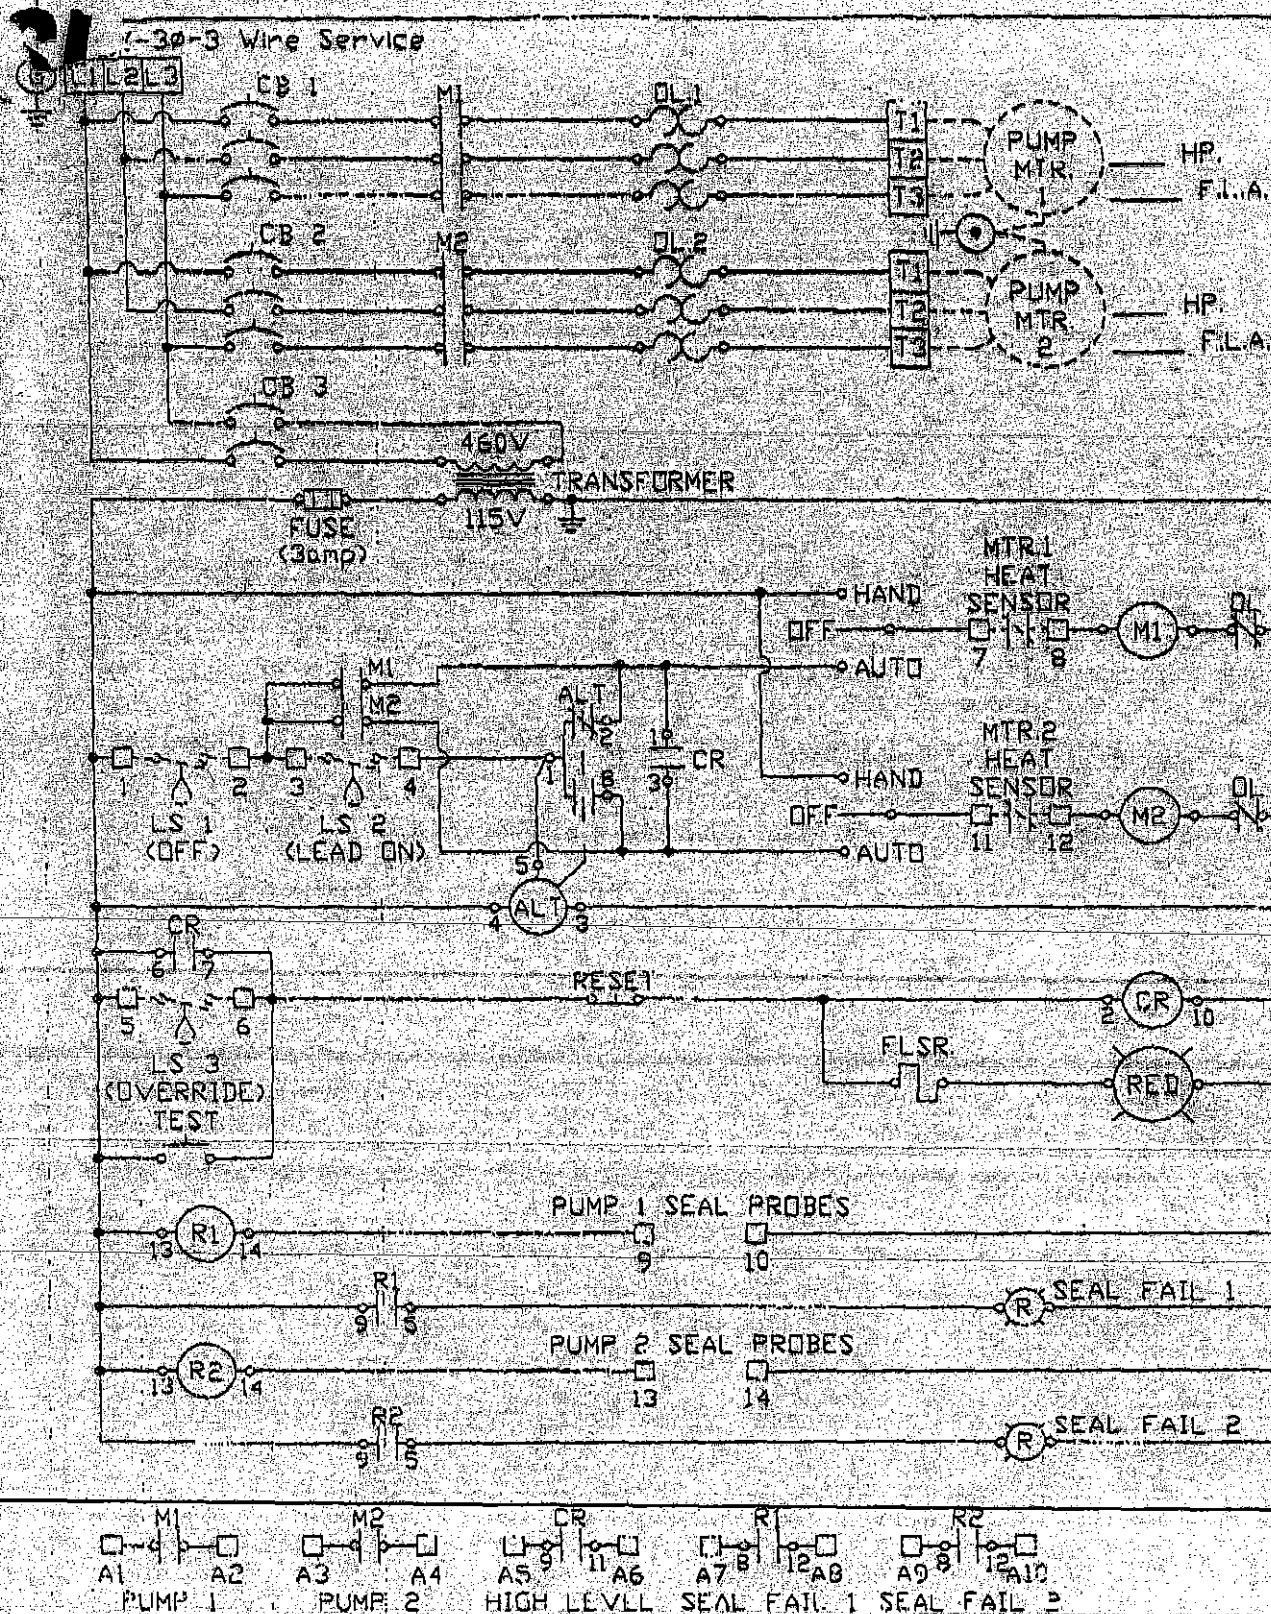 -3Ø-3 Wire Service
G L1 L2 L3
CB 1 M1 OL1
T1
T2
T3
PUMP
MTR.
1
HP.
F.L.A.
CB 2 M2 OL2
T1
T2
T3
PUMP
MTR
2
HP.
F.L.A.
CB 3
460V
TRANSFORMER
115V
FUSE
(3amp)
MTR.1
HEAT
SENSOR
HAND
OFF
AUTO
7 8
M1
OL
M1
M2
ALT
2
1
6
1
CR
3
1 2 3 4
LS 1
(OFF)
LS 2
(LEAD ON)
MTR.2
HEAT
SENSOR
HAND
OFF
AUTO
11 12
M2
OL
5
4 ALT 3
CR
6 7
5 6
LS 3
(OVERRIDE)
TEST
RESET
2 CR 10
FLSR.
RED
PUMP 1 SEAL PROBES
13 R1 14 9 10
R1
9 5
R SEAL FAIL 1
PUMP 2 SEAL PROBES
13 R2 14 13 14
R2
9 5
R SEAL FAIL 2
M1 M2 CR R1 R2
9 11 8 12 8 12
A1 A2 A3 A4 A5 A6 A7 A8 A9 A10
PUMP 1 PUMP 2 HIGH LEVEL SEAL FAIL 1 SEAL FAIL 2